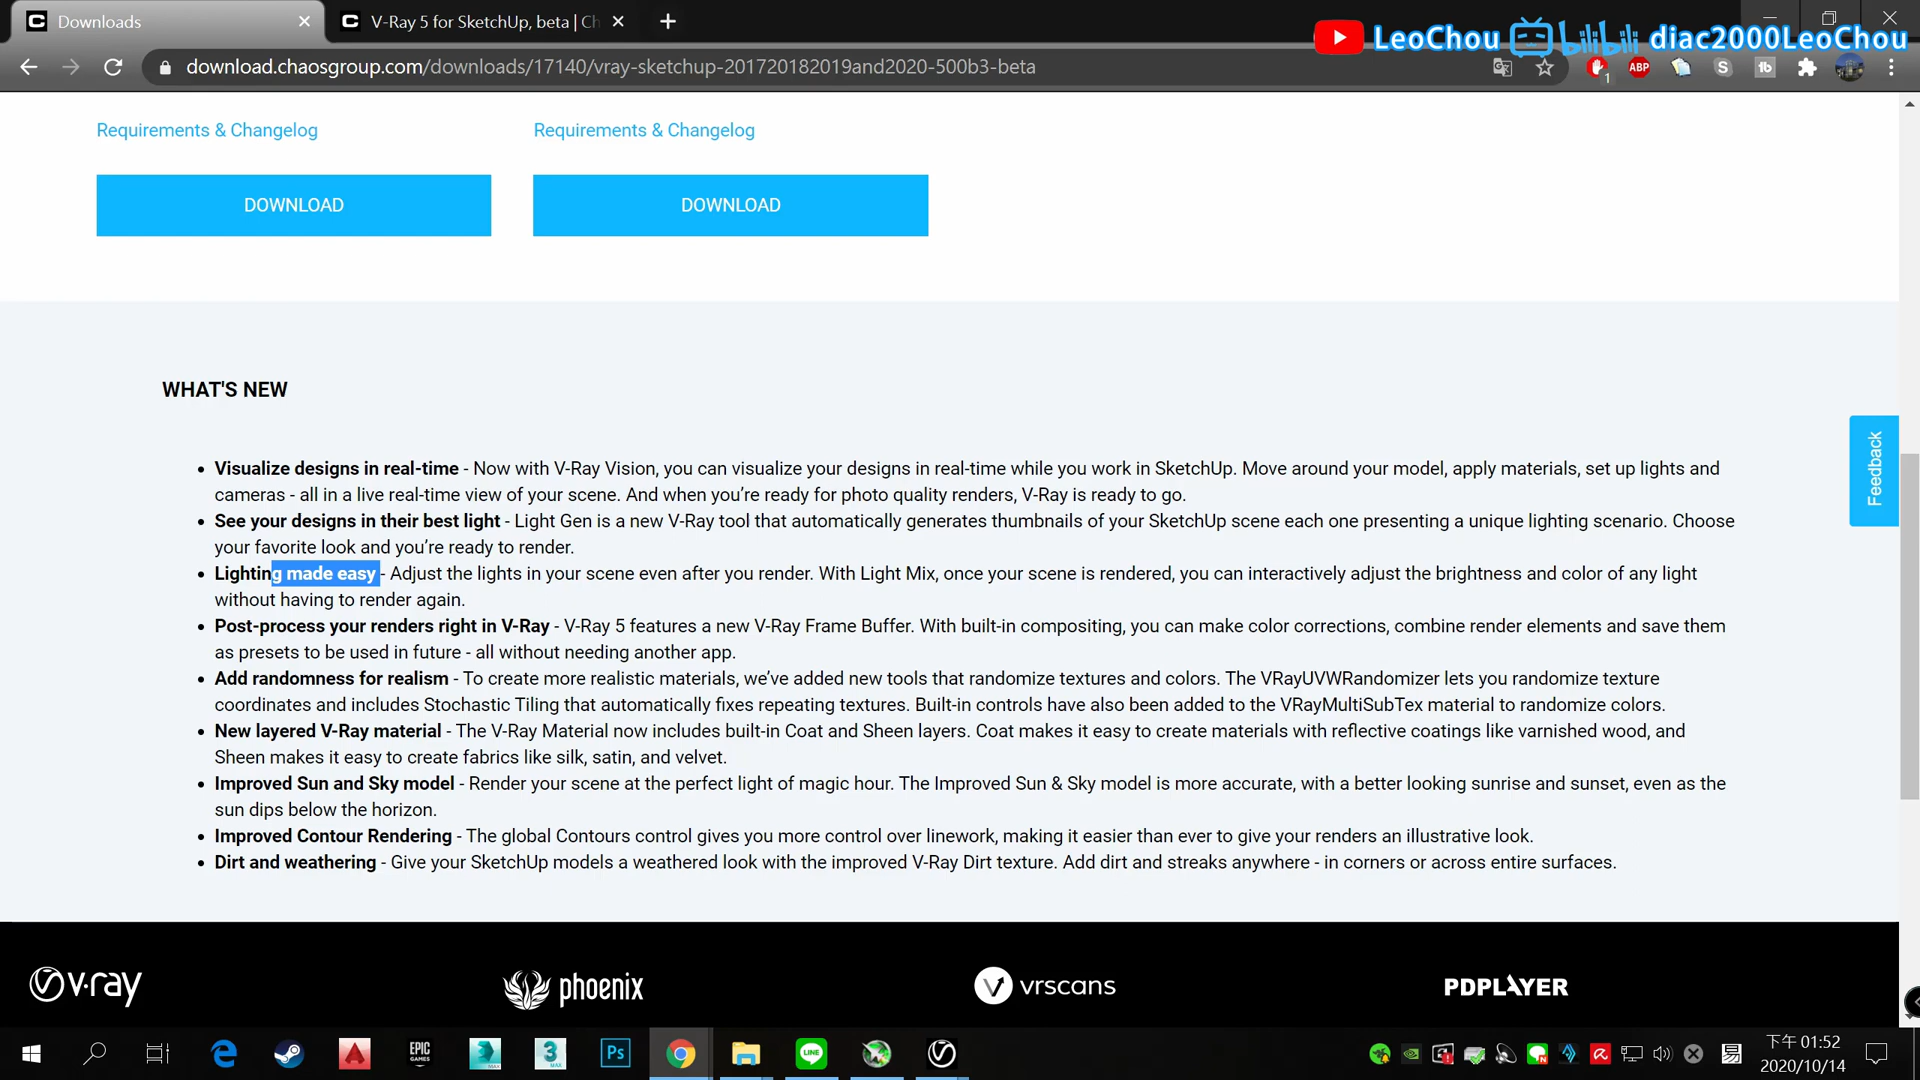 Downloads
V-Ray 5 for SketchUp, beta | Ch
LeoChou bilibili diac2000LeoChou
download.chaosgroup.com/downloads/17140/vray-sketchup-201720182019and2020-500b3-beta
ABP
1
S
tb
Requirements & Changelog
Requirements & Changelog
DOWNLOAD
DOWNLOAD
WHAT'S NEW
Feedback
• Visualize designs in real-time - Now with V-Ray Vision, you can visualize your designs in real-time while you work in SketchUp. Move around your model, apply materials, set up lights and
cameras - all in a live real-time view of your scene. And when you’re ready for photo quality renders, V-Ray is ready to go.
• See your designs in their best light - Light Gen is a new V-Ray tool that automatically generates thumbnails of your SketchUp scene each one presenting a unique lighting scenario. Choose
your favorite look and you’re ready to render.
• Lighting made easy - Adjust the lights in your scene even after you render. With Light Mix, once your scene is rendered, you can interactively adjust the brightness and color of any light
without having to render again.
• Post-process your renders right in V-Ray - V-Ray 5 features a new V-Ray Frame Buffer. With built-in compositing, you can make color corrections, combine render elements and save them
as presets to be used in future - all without needing another app.
• Add randomness for realism - To create more realistic materials, we’ve added new tools that randomize textures and colors. The VRayUVWRandomizer lets you randomize texture
coordinates and includes Stochastic Tiling that automatically fixes repeating textures. Built-in controls have also been added to the VRayMultiSubTex material to randomize colors.
• New layered V-Ray material - The V-Ray Material now includes built-in Coat and Sheen layers. Coat makes it easy to create materials with reflective coatings like varnished wood, and
Sheen makes it easy to create fabrics like silk, satin, and velvet.
• Improved Sun and Sky model - Render your scene at the perfect light of magic hour. The Improved Sun & Sky model is more accurate, with a better looking sunrise and sunset, even as the
sun dips below the horizon.
• Improved Contour Rendering - The global Contours control gives you more control over linework, making it easier than ever to give your renders an illustrative look.
• Dirt and weathering - Give your SketchUp models a weathered look with the improved V-Ray Dirt texture. Add dirt and streaks anywhere - in corners or across entire surfaces.
v·ray
phoenix
vrscans
PDPLAYER
EPIC
GAMES
3
MAX
Ps
LINE
下午 01:52
2020/10/14